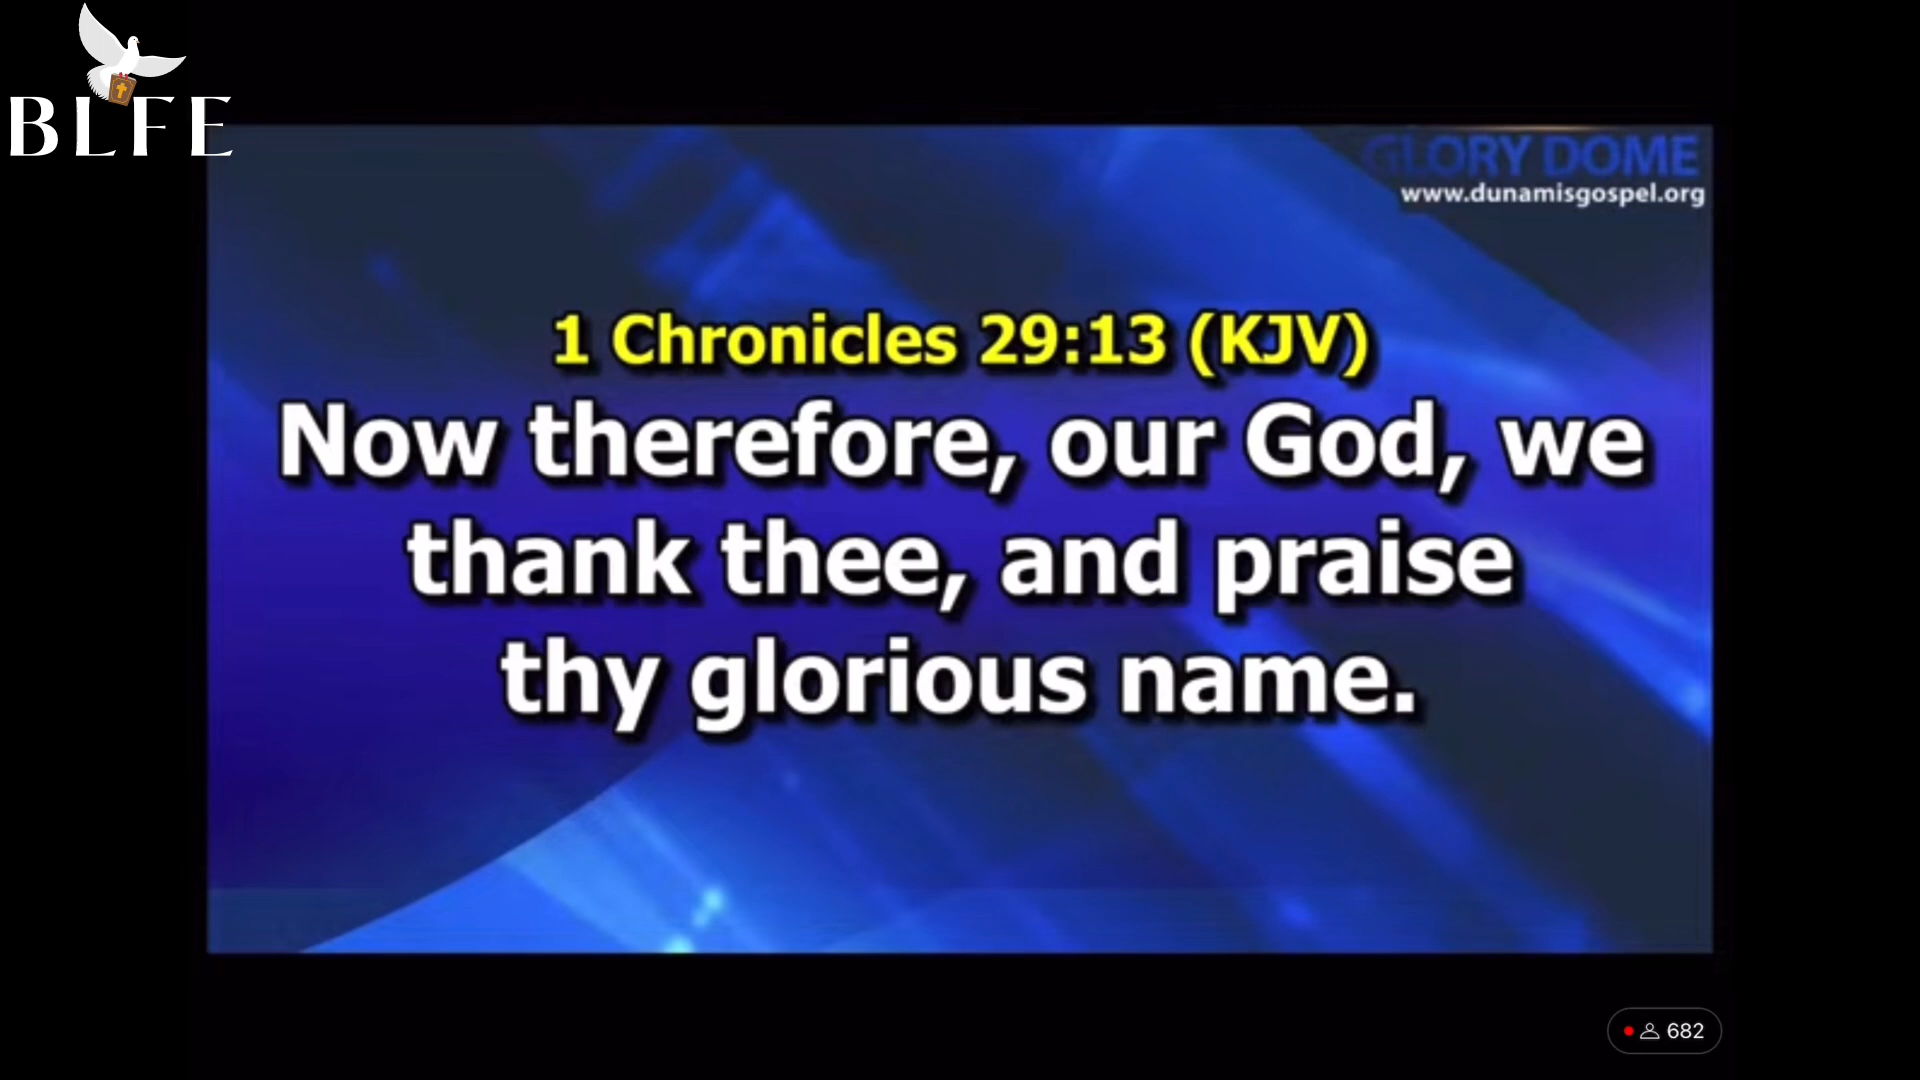 BLFE
GLORY DOME
www.dunamisgospel.org
1 Chronicles 29:13 (KJV)
Now therefore, our God, we
thank thee, and praise
thy glorious name.
682